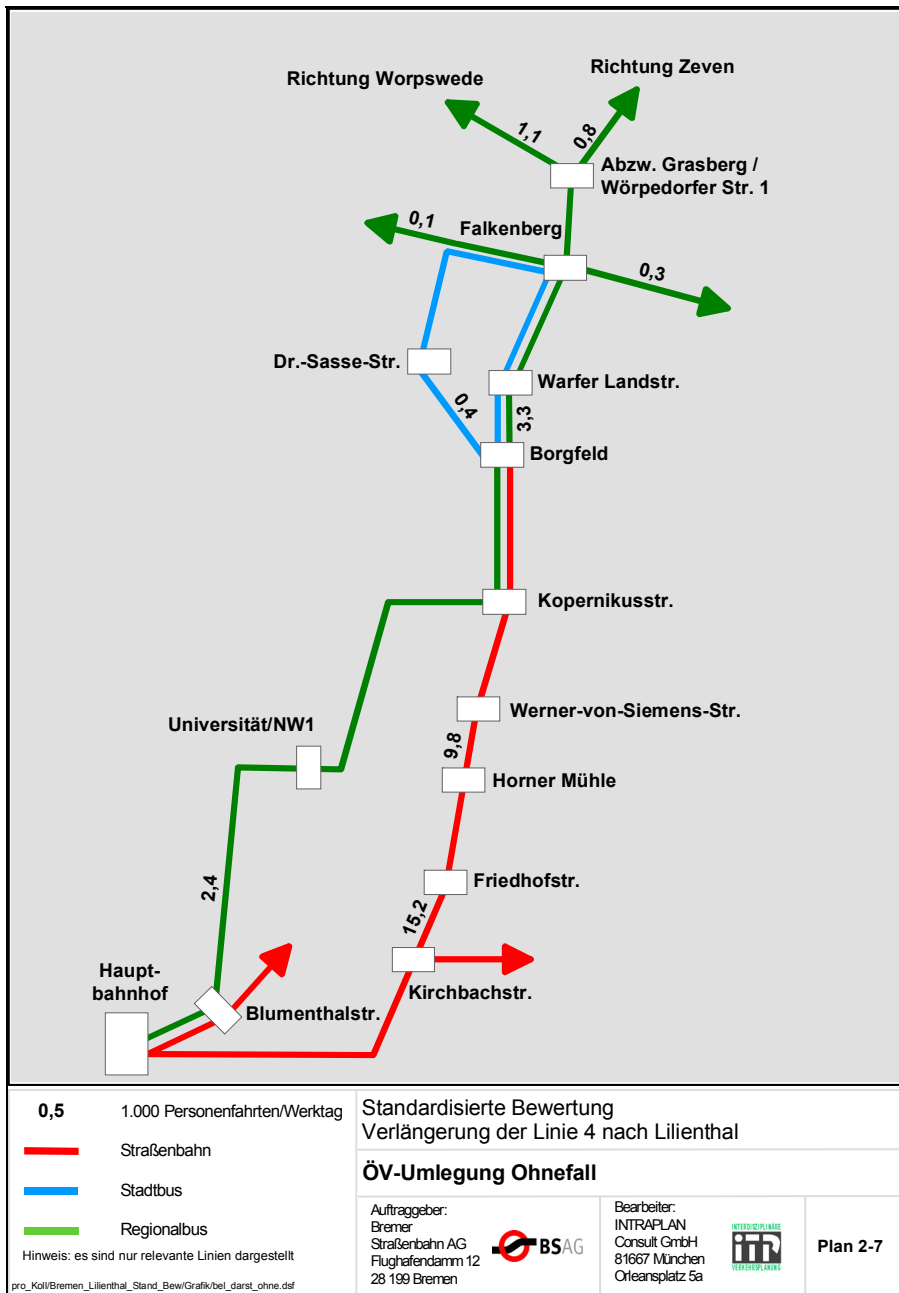 Richtung Zeven
Richtung Worpswede
1,1
0,8
Abzw. Grasberg /
Wörpedorfer Str. 1
0,1
Falkenberg
0,3
Dr.-Sasse-Str.
Warfer Landstr.
0,4
3,3
Borgfeld
Kopernikusstr.
Werner-von-Siemens-Str.
Universität/NW1
9,8
Horner Mühle
Friedhofstr.
2,4
15,2
Haupt-
bahnhof
Kirchbachstr.
Blumenthalstr.
0,5 1.000 Personenfahrten/Werktag
Straßenbahn
Stadtbus
Regionalbus
Hinweis: es sind nur relevante Linien dargestellt
pro_Koll/Bremen_Lilienthal_Stand_Bew/Grafik/bel_darst_ohne.dsf
Standardisierte Bewertung
Verlängerung der Linie 4 nach Lilienthal
ÖV-Umlegung Ohnefall
Auftraggeber:
Bremer
Straßenbahn AG
Flughafendamm 12
28 199 Bremen
BSAG
Bearbeiter:
INTRAPLAN
Consult GmbH
81667 München
Orleansplatz 5a
INTERDISZIPLINÄRE
ITP
VERKEHRSPLANUNG
Plan 2-7